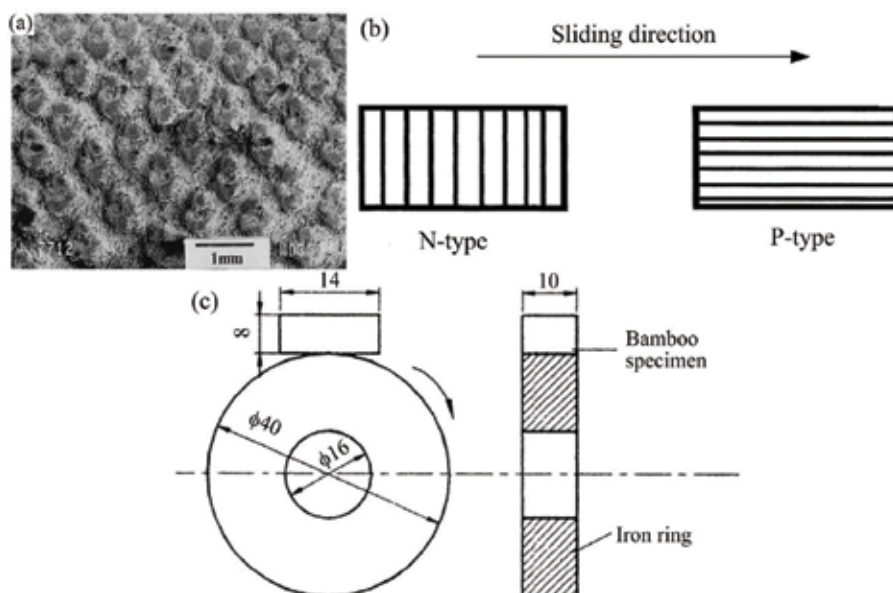 (a)
1mm
(b)
Sliding direction
N-type
P-type
(c)
14
10
8
Bamboo
specimen
ϕ40
ϕ16
Iron ring